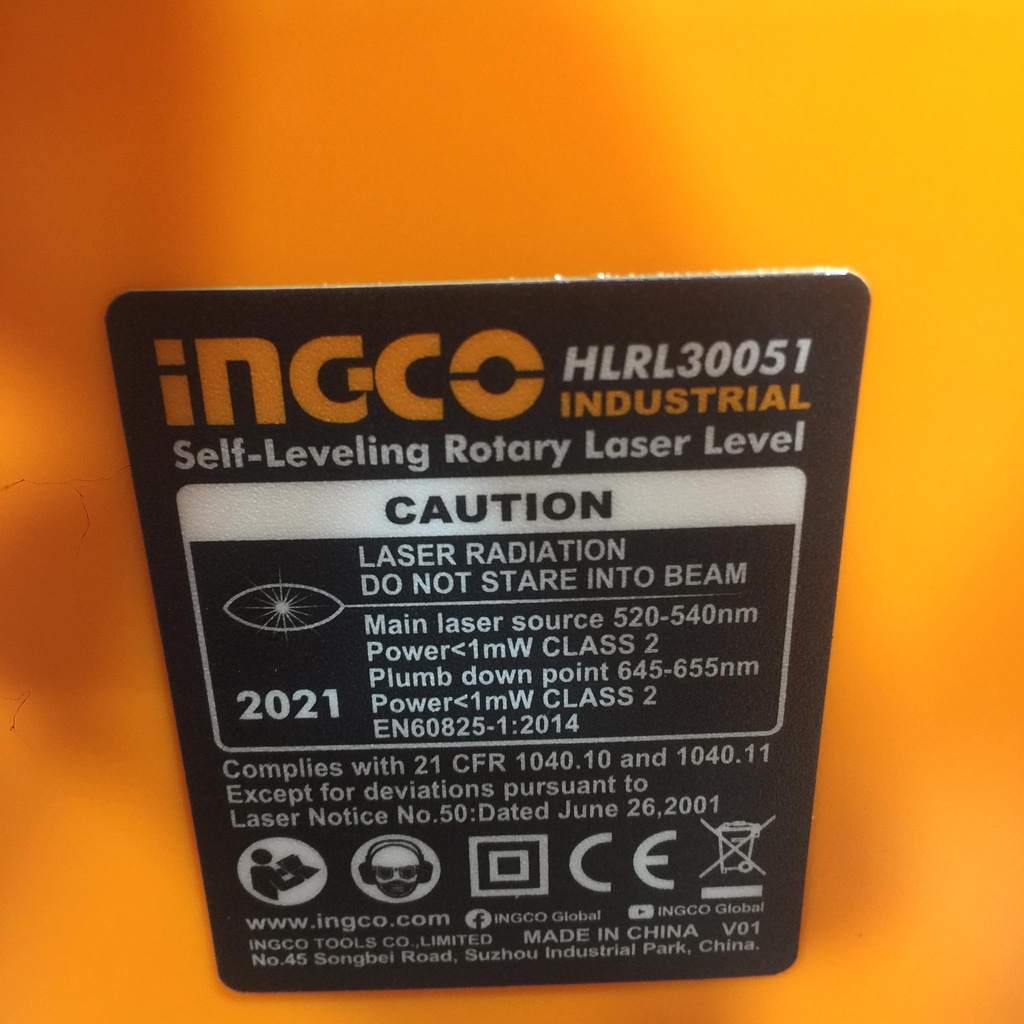 INGCO HLRL30051
INDUSTRIAL
Self-Leveling Rotary Laser Level
CAUTION
LASER RADIATION
DO NOT STARE INTO BEAM
Main laser source 520-540nm
Power<1mW CLASS 2
Plumb down point 645-655nm
Power<1mW CLASS 2
EN60825-1:2014
2021
Complies with 21 CFR 1040.10 and 1040.11
Except for deviations pursuant to
Laser Notice No.50:Dated June 26,2001
CE
www.ingco.com INGCO Global INGCO Global
INGCO TOOLS CO.,LIMITED MADE IN CHINA V01
No.45 Songbei Road, Suzhou Industrial Park, China.